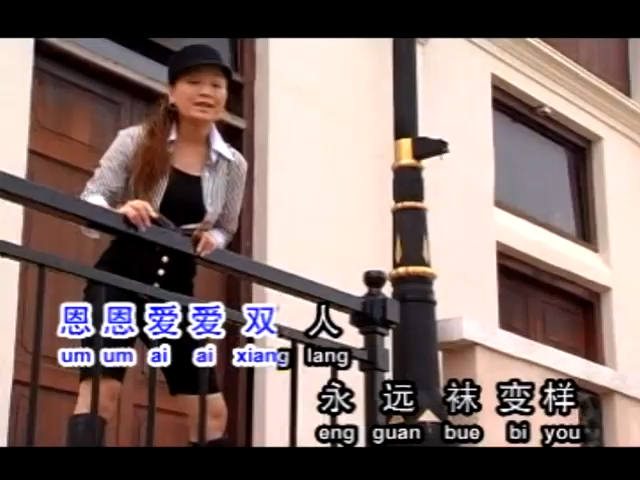 恩恩爱爱 双 人
um um ai ai xiang lang
永 远 袜 变 样
eng guan bue bi you